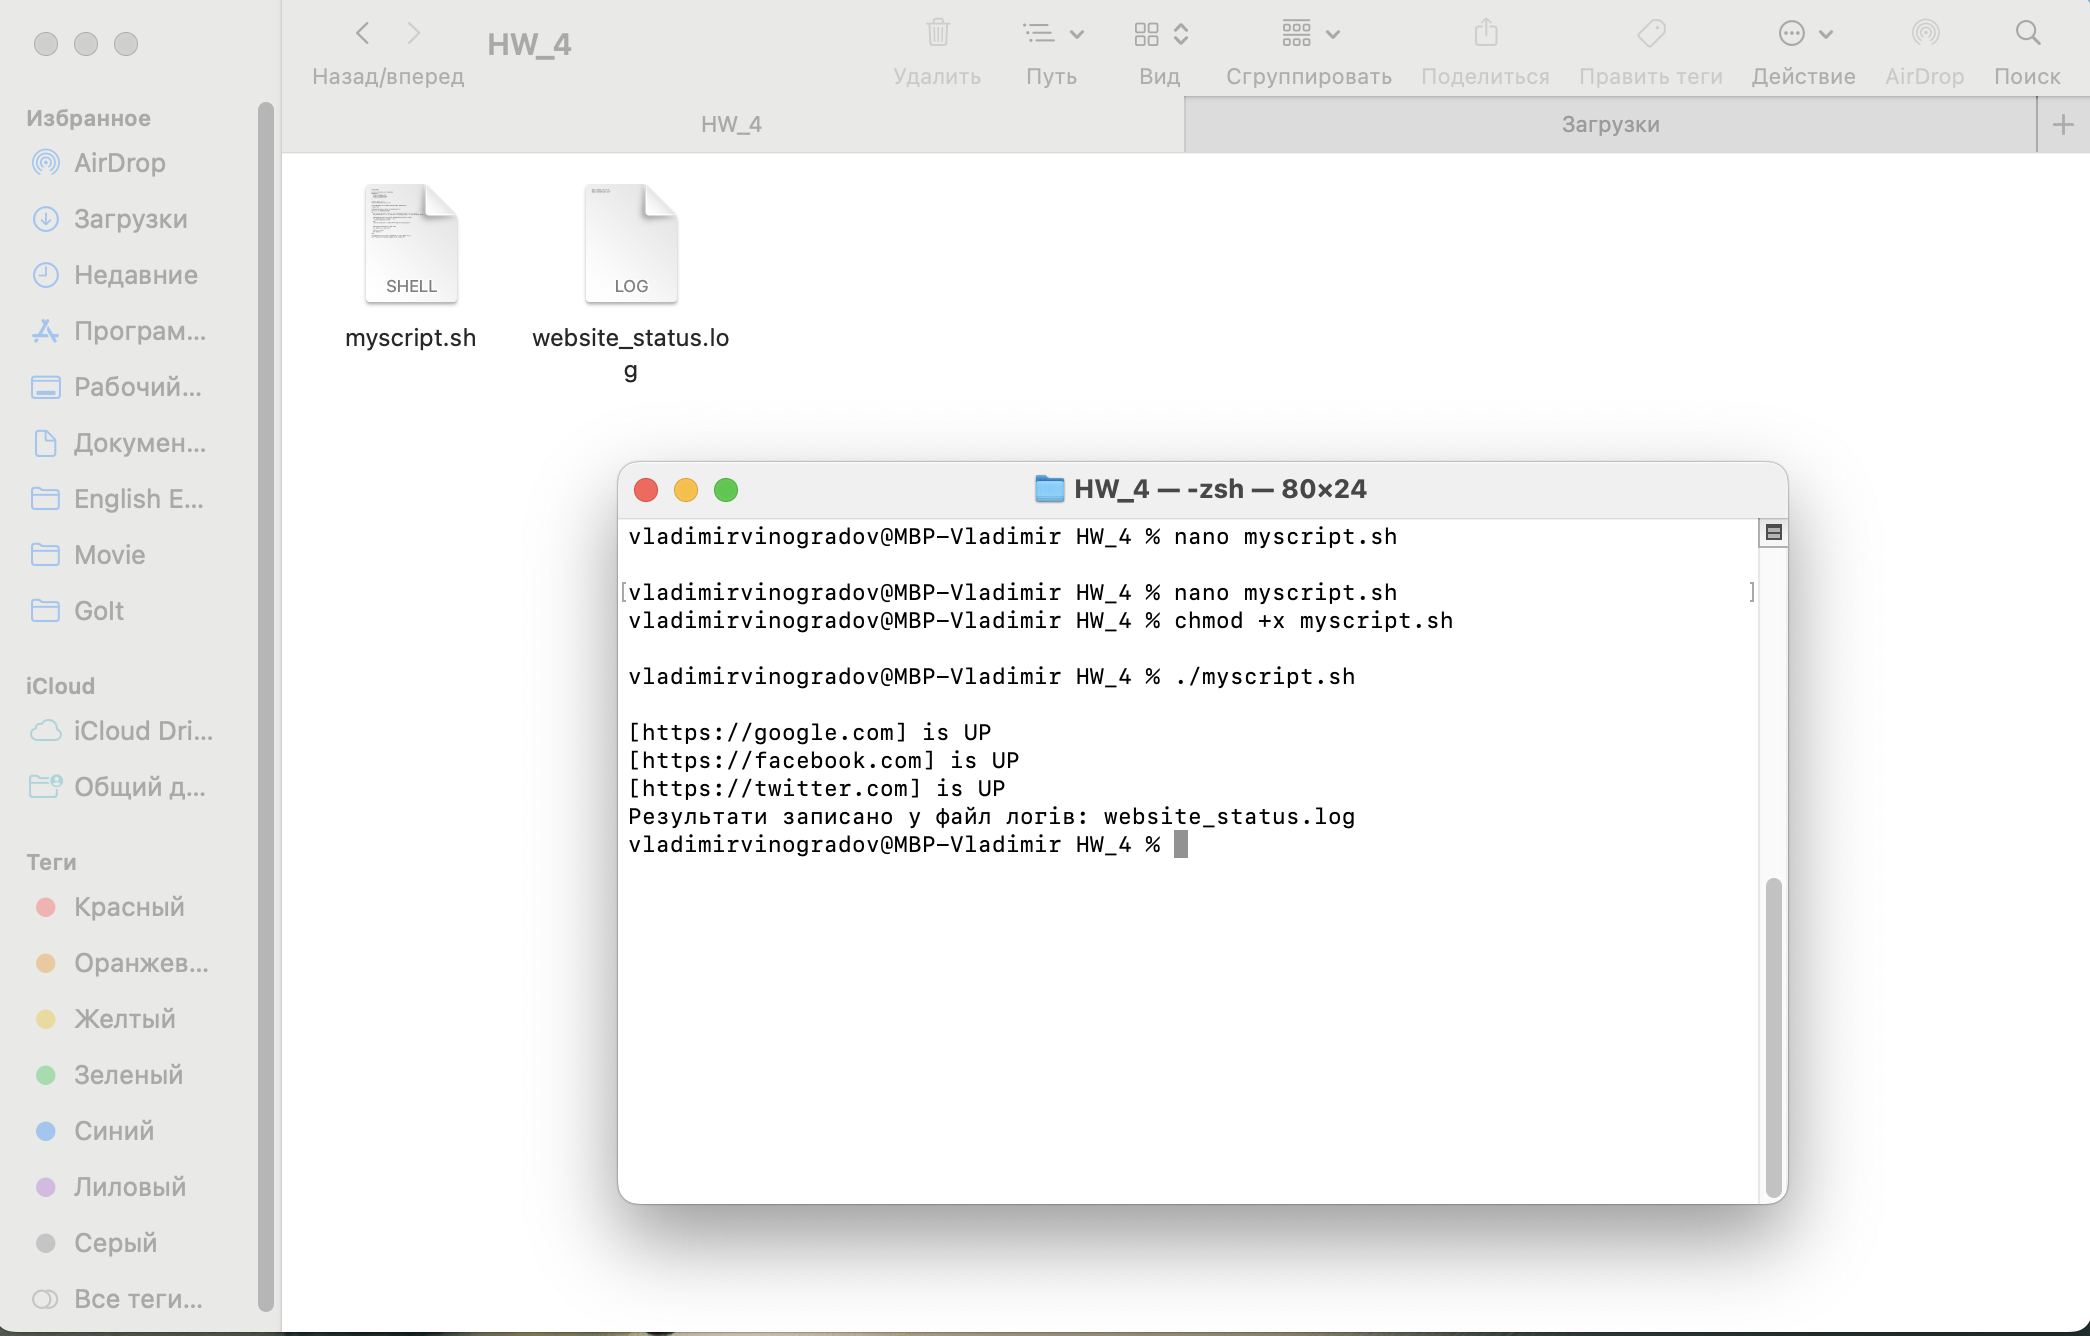 HW_4
Назад/вперед
Удалить
Путь
Вид
Сгруппировать
Поделиться
Править теги
Действие
AirDrop
Поиск
HW_4
Загрузки
Избранное
AirDrop
Загрузки
Недавние
Програм...
Рабочий...
Докумен...
English E...
Movie
GoIt
iCloud
iCloud Dri...
Общий д...
Теги
Красный
Оранжев...
Желтый
Зеленый
Синий
Лиловый
Серый
Все теги...
SHELL
myscript.sh
LOG
website_status.lo
g
HW_4 — -zsh — 80×24
vladimirvinogradov@MBP-Vladimir HW_4 % nano myscript.sh
[vladimirvinogradov@MBP-Vladimir HW_4 % nano myscript.sh ]
vladimirvinogradov@MBP-Vladimir HW_4 % chmod +x myscript.sh
vladimirvinogradov@MBP-Vladimir HW_4 % ./myscript.sh
[https://google.com] is UP
[https://facebook.com] is UP
[https://twitter.com] is UP
Результати записано у файл логів: website_status.log
vladimirvinogradov@MBP-Vladimir HW_4 %